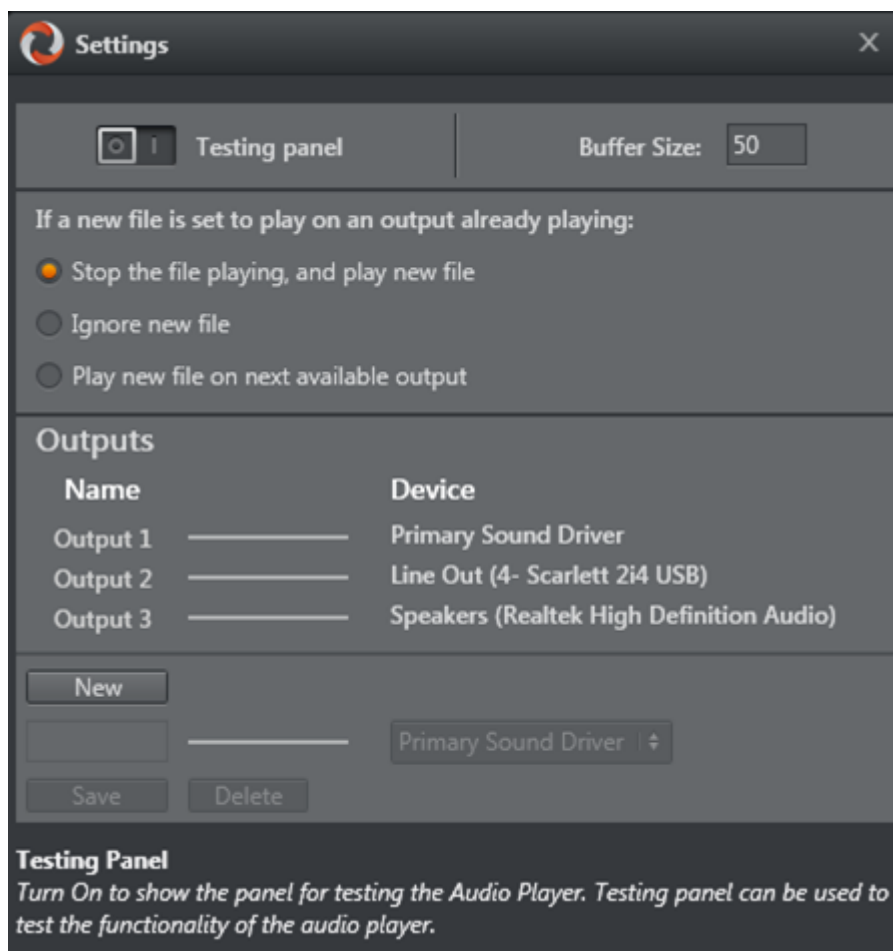 Settings
Testing panel Buffer Size: 50
If a new file is set to play on an output already playing:
Stop the file playing, and play new file
Ignore new file
Play new file on next available output
Outputs
Name Device
Output 1 Primary Sound Driver
Output 2 Line Out (4- Scarlett 2i4 USB)
Output 3 Speakers (Realtek High Definition Audio)
New
Primary Sound Driver
Save Delete
Testing Panel
Turn On to show the panel for testing the Audio Player. Testing panel can be used to
test the functionality of the audio player.